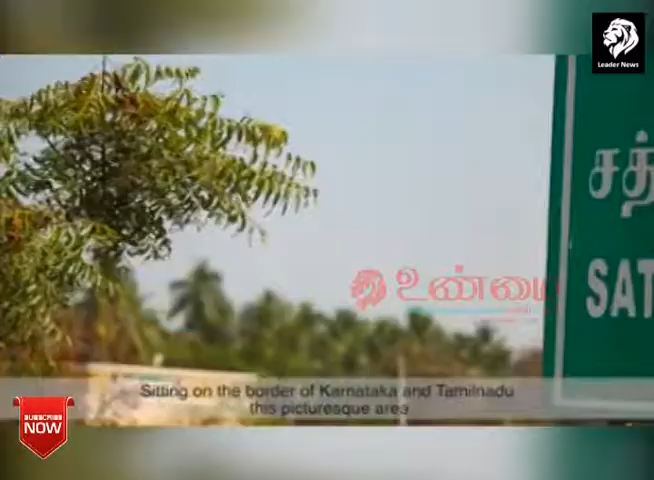 Leader News
சத்
SAT
உண்மை
Sitting on the border of Karnataka and Tamilnadu
this picturesque area
SUBSCRIBE
NOW